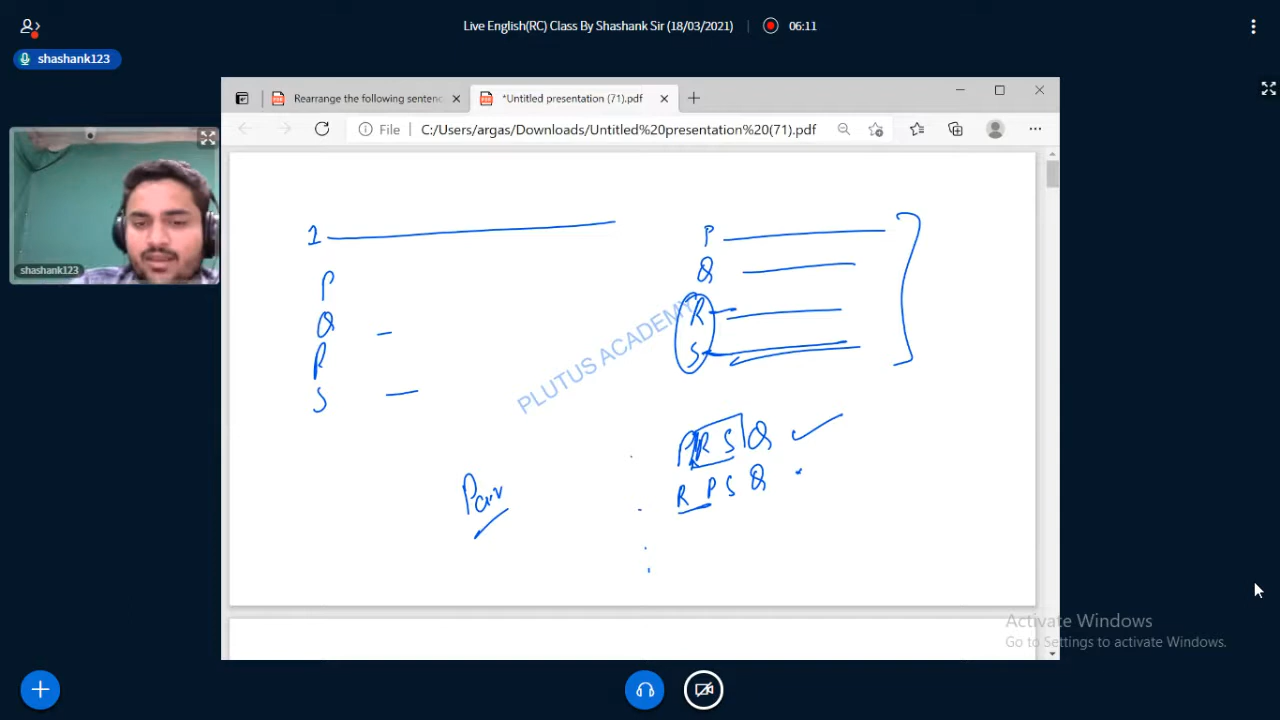 Live English(RC) Class By Shashank Sir (18/03/2021)
06:11
shashank123
Rearrange the following sentenc
*Untitled presentation (71).pdf
File
C:/Users/argas/Downloads/Untitled%20presentation%20(71).pdf
shashank123
1
P
Q
R
S
P
Q
R
S
PLUTUS ACADEMY
PRSQ
RPSQ
Pair
Activate Windows
Go to Settings to activate Windows.